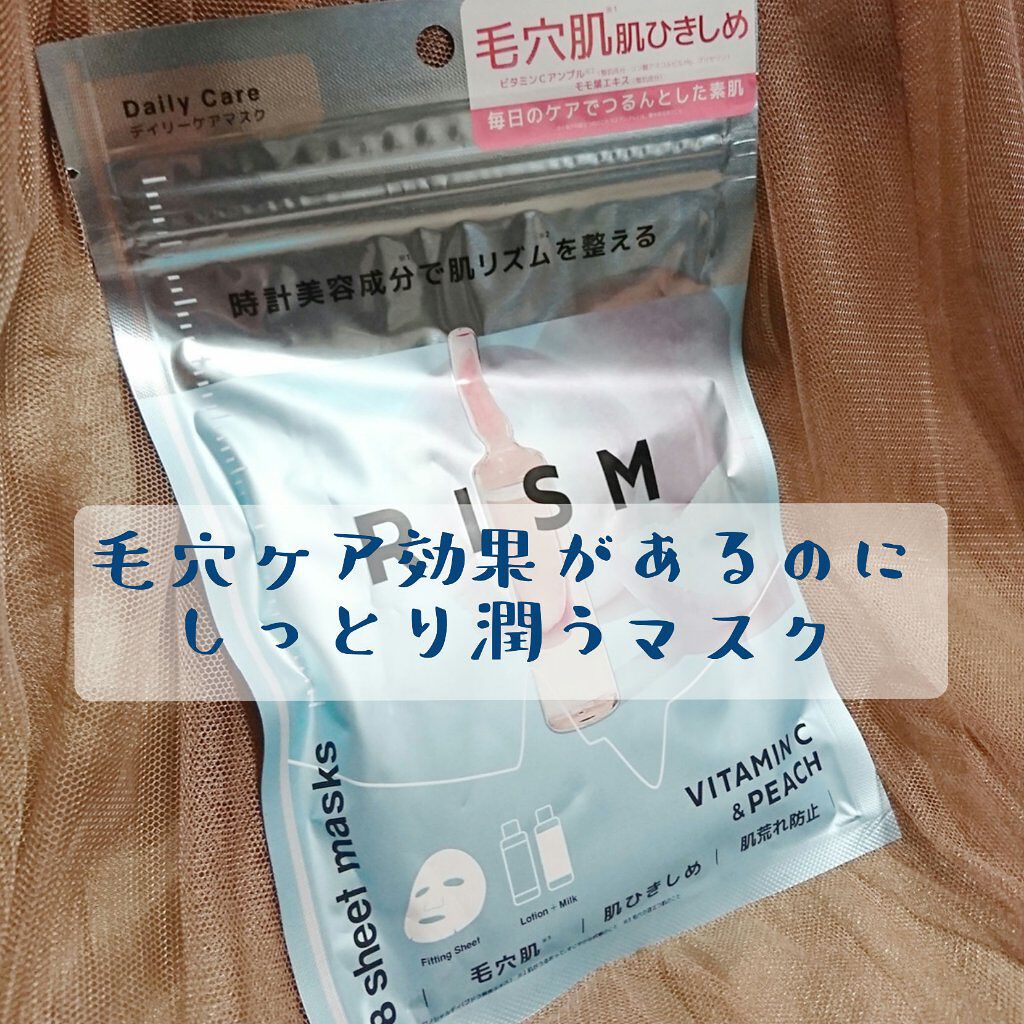 毛穴肌※1肌ひきしめ
ビタミンCアンプル※2
モモ葉エキス
毎日のケアでつるんとした素肌
Daily Care
デイリーケアマスク
時計美容成分※1で肌リズム※2を整える
RISM
毛穴ケア効果があるのに
しっとり潤うマスク
VITAMIN C
& PEACH
8 sheet masks
Fitting Sheet
Lotion + Milk
毛穴肌※1
肌ひきしめ
肌荒れ防止